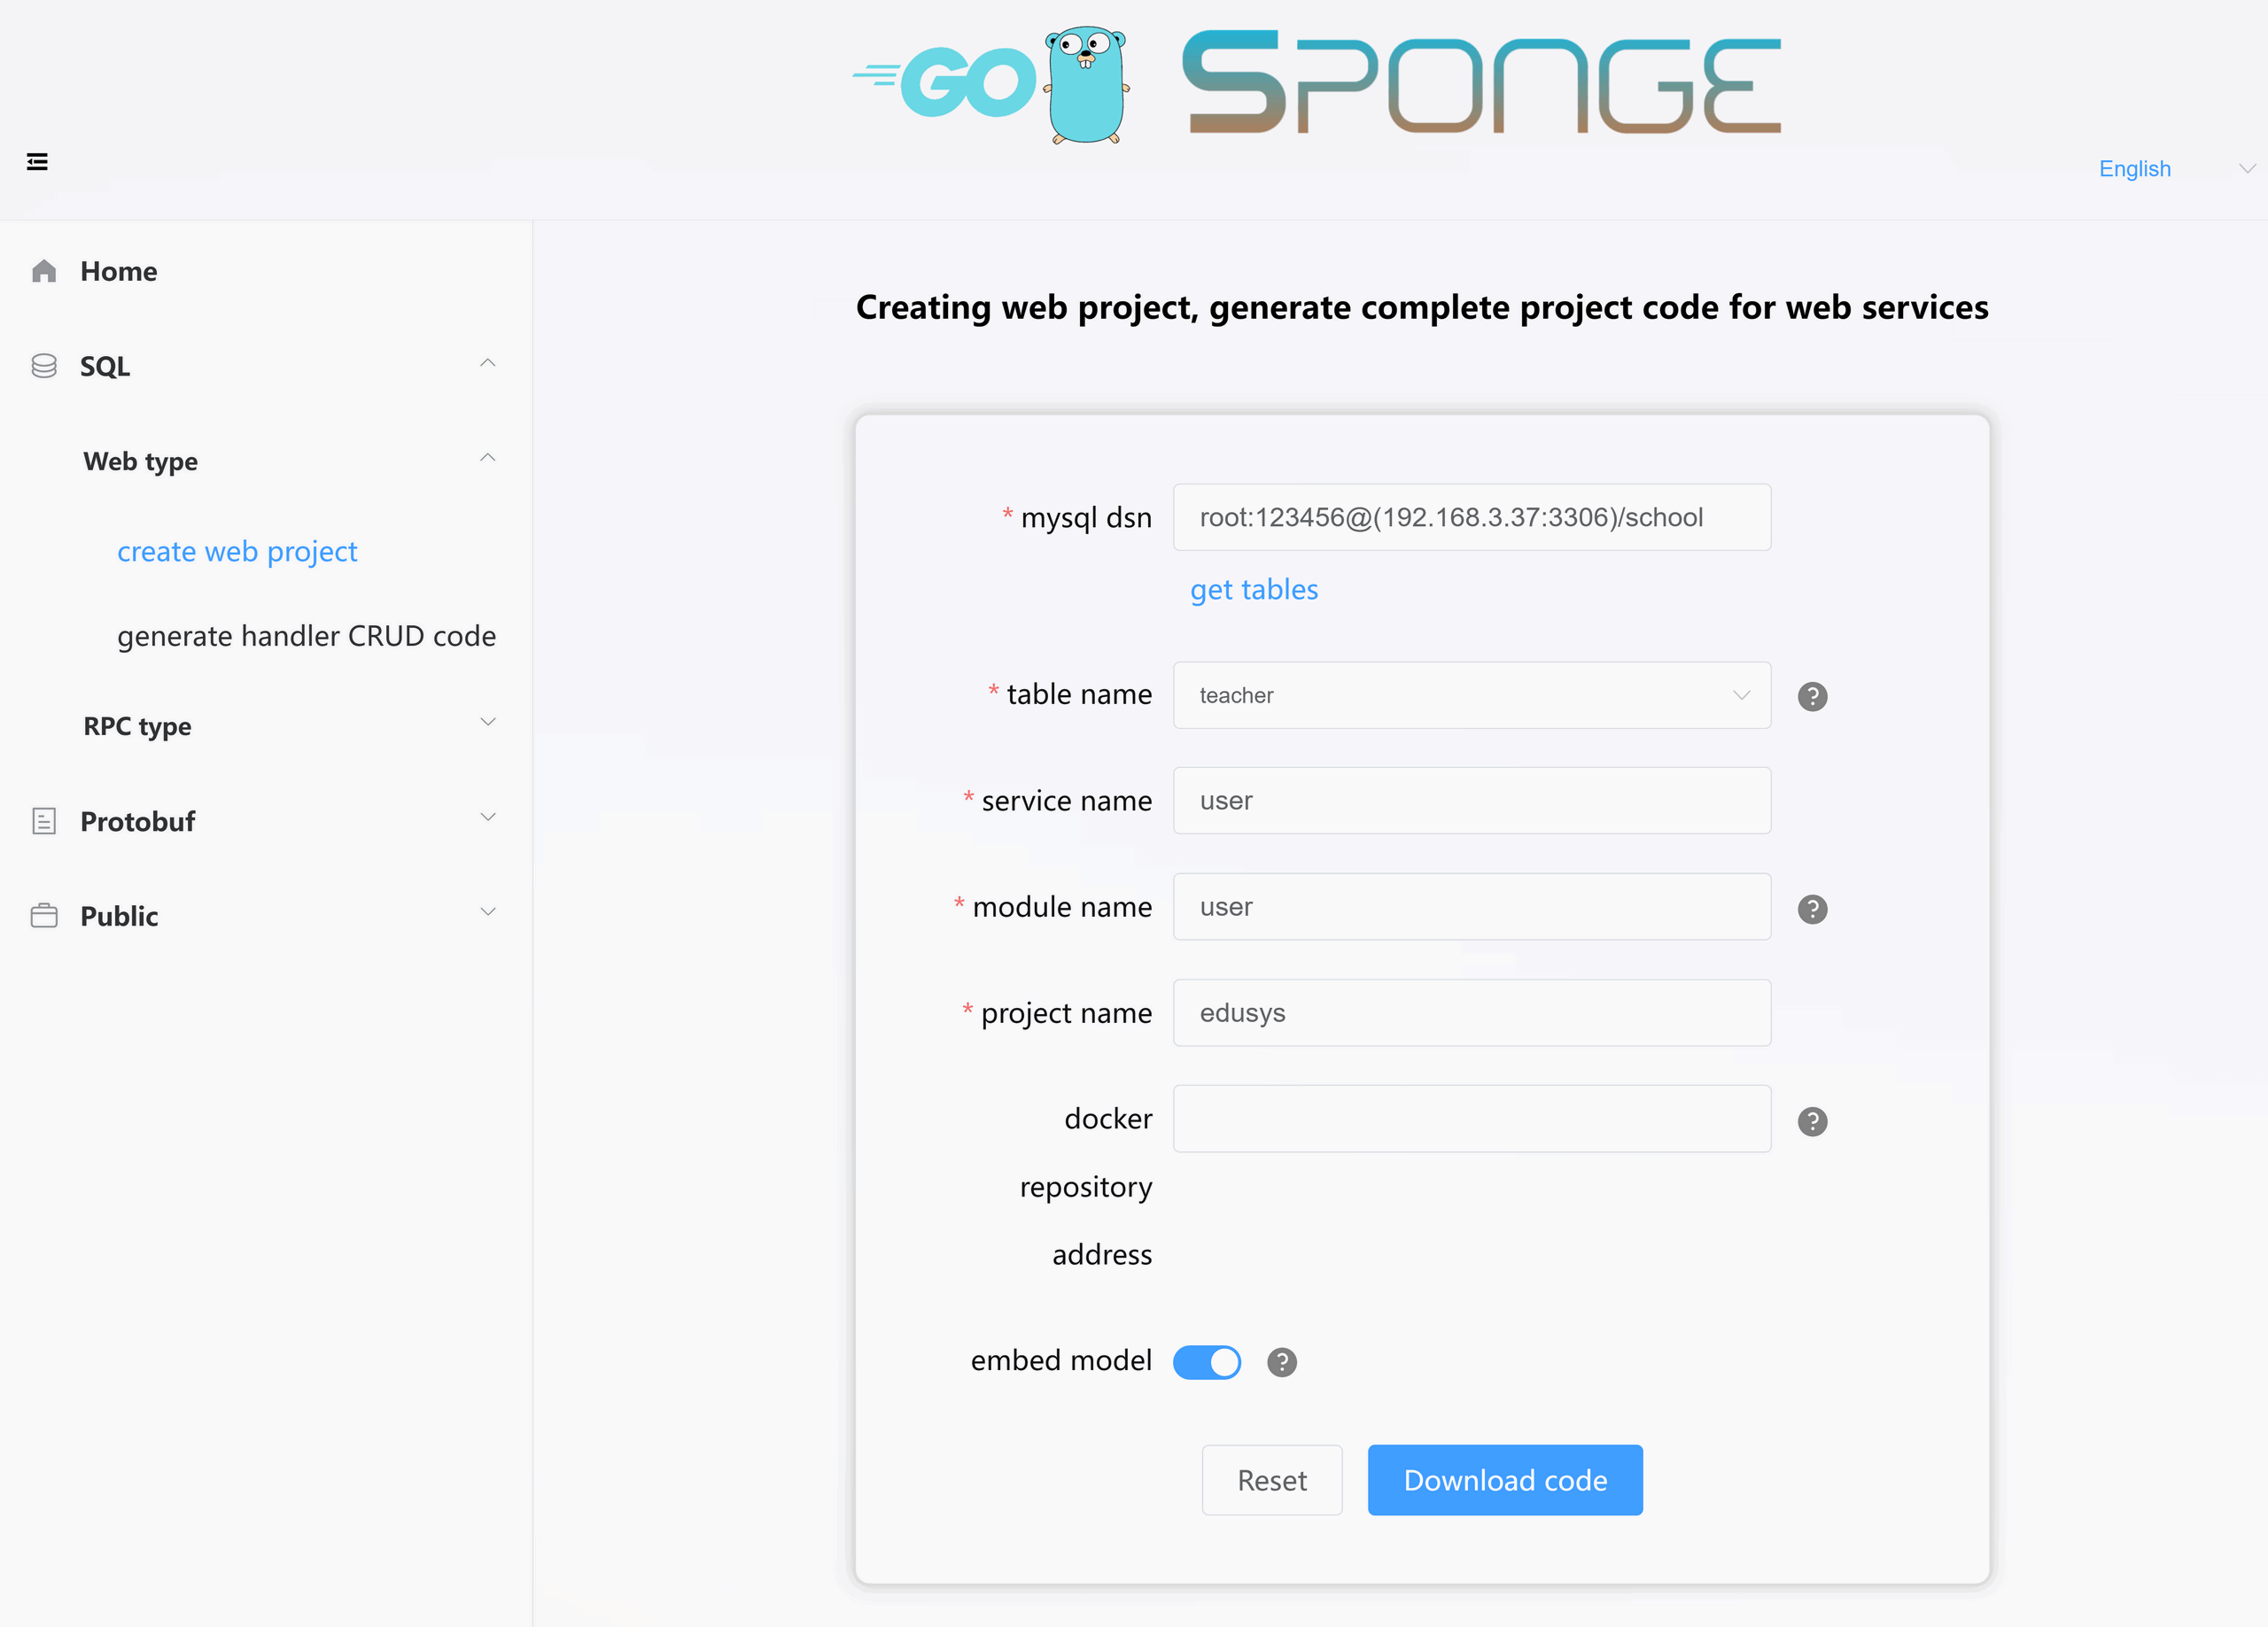 GO SPONGE
English
Home
SQL
Web type
create web project
generate handler CRUD code
RPC type
Protobuf
Public
Creating web project, generate complete project code for web services
* mysql dsn root:123456@(192.168.3.37:3306)/school
get tables
* table name teacher ?
* service name user
* module name user ?
* project name edusys
docker ?
repository
address
embed model ?
Reset Download code